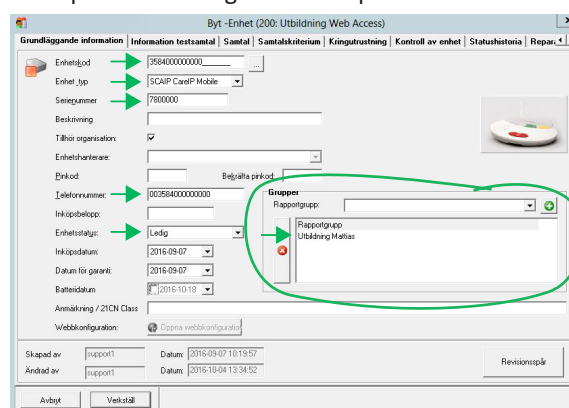 Byt -Enhet (200: Utbildning Web Access)
Grundläggande information | Information testsamtal | Samtal | Samtalskriterium | Kringutrustning | Kontroll av enhet | Statushistoria
Enhetskod 3584000000000______ ...
Enhet_typ SCAIP CareIP Mobile
Serienummer 7800000
Beskrivning
Tillhör organisation:
Enhetshanterare:
Pinkod: Bekräfta pinkod:
Telefonnummer: 003584000000000
Grupper
Rapportgrupp:
Inköpsbelopp:
Rapportgrupp
Enhetsstatus: Ledig
Utbildning Mattias
Inköpsdatum: 2016-09-07
Datum för garanti: 2016-09-07
Batteridatum 2016-10-18
Anmärkning / 21CN Class
Webbkonfiguration: Öppna webbkonfiguration
Skapad av support1 Datum: 2016-09-07 10:19:57
Revisionsspår
Ändrad av support1 Datum: 2016-10-04 13:34:52
Avbryt Verkställ